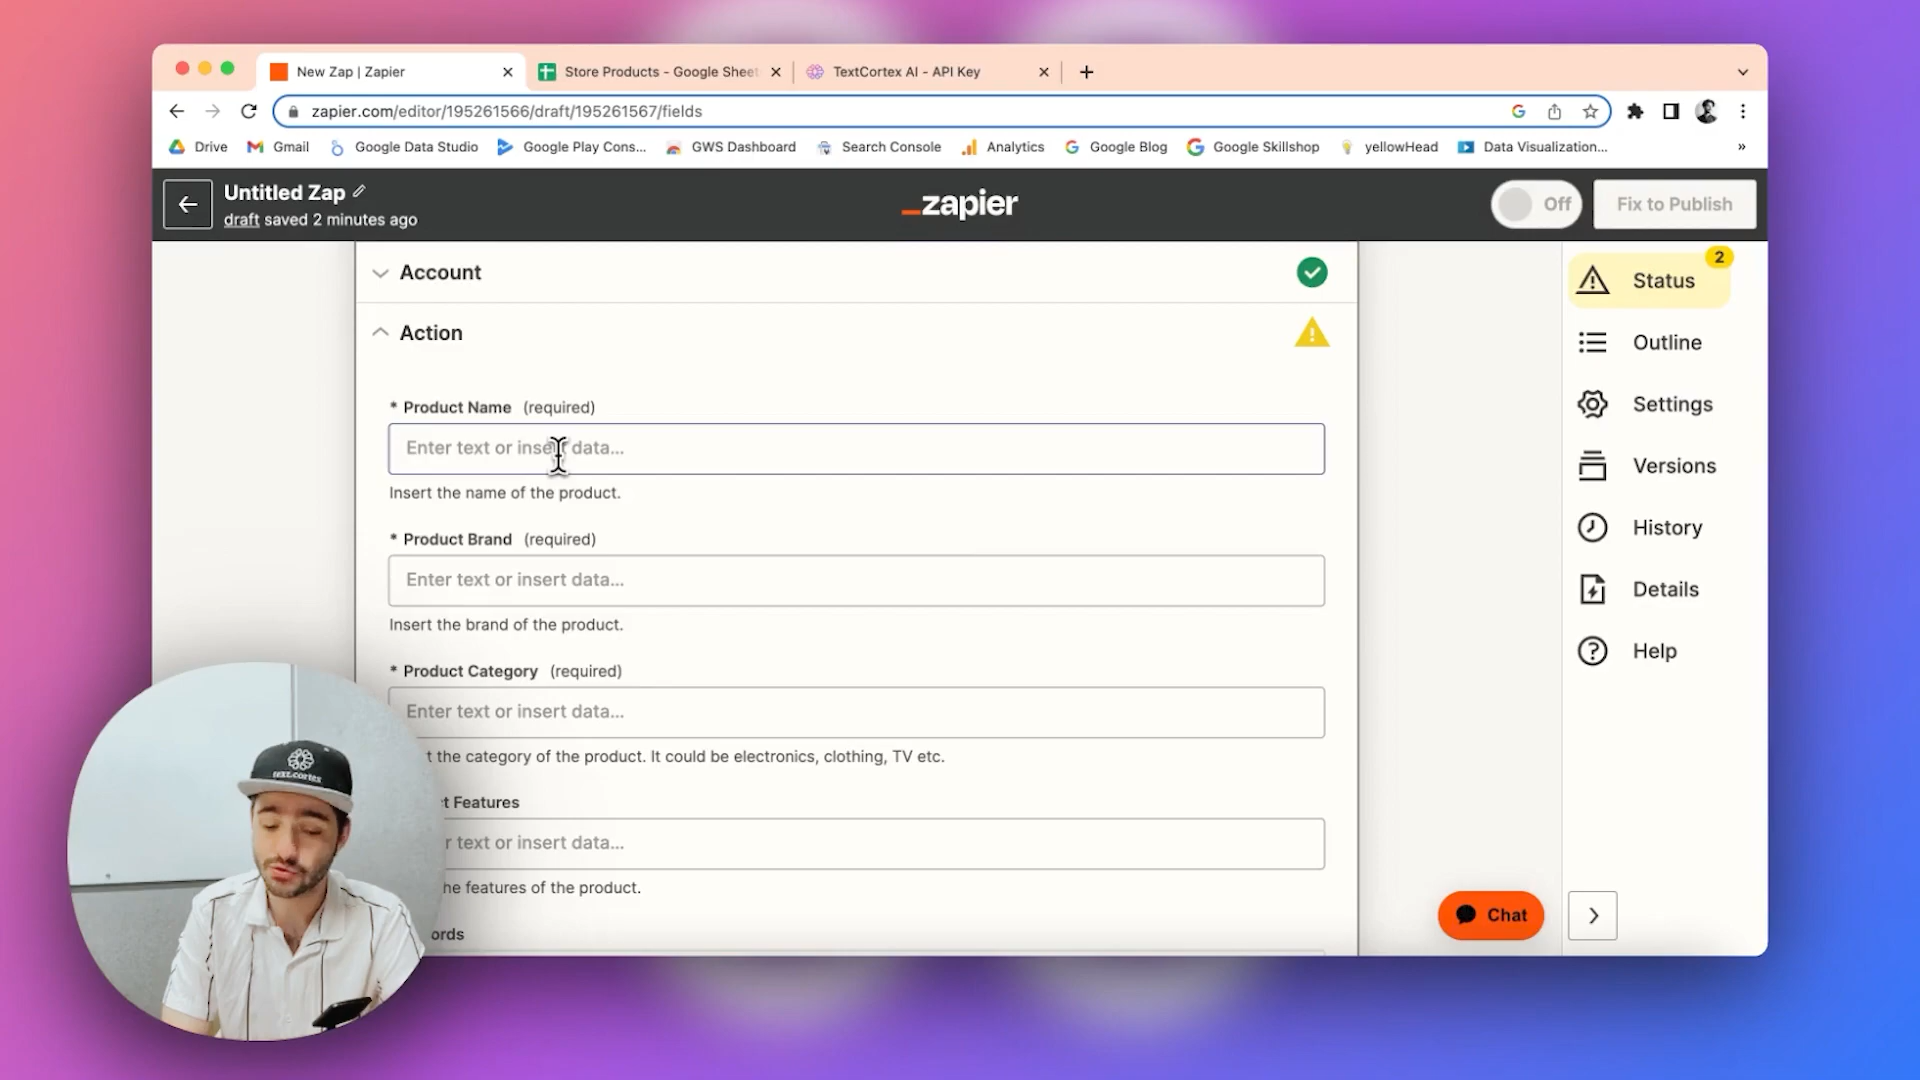 New Zap | Zapier
Store Products - Google Sheet
TextCortex AI - API Key
zapier.com/editor/195261566/draft/195261567/fields
Drive
Gmail
Google Data Studio
Google Play Cons...
GWS Dashboard
Search Console
Analytics
Google Blog
Google Skillshop
yellowHead
Data Visualization...
»
Untitled Zap
draft saved 2 minutes ago
_zapier
Off
Fix to Publish
Account
Action
* Product Name (required)
Enter text or insert data...
Insert the name of the product.
* Product Brand (required)
Enter text or insert data...
Insert the brand of the product.
* Product Category (required)
Enter text or insert data...
t the category of the product. It could be electronics, clothing, TV etc.
t Features
r text or insert data...
he features of the product.
ords
2
Status
Outline
Settings
Versions
History
Details
Help
Chat
text.cortex